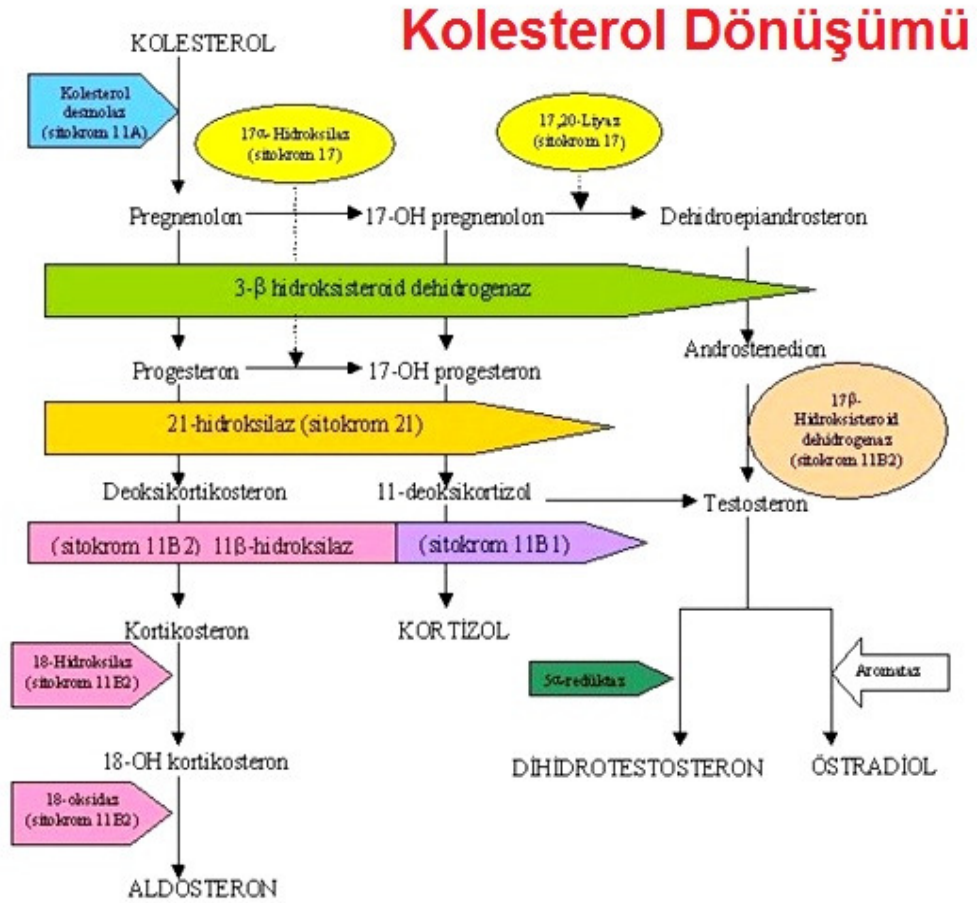 Kolesterol Dönüşümü
KOLESTEROL
Kolesterol
desmolaz
(sitokrom 11A)
17α- Hidroksilaz
(sitokrom 17)
17,20-Liyaz
(sitokrom 17)
Pregnenolon
17-OH pregnenolon
Dehidroepiandrosteron
3-β hidroksisteroid dehidrogenaz
Androstenedion
Progesteron
17-OH progesteron
17β-
Hidroksisteroid
dehidrogenaz
(sitokrom 11B2)
21-hidroksilaz (sitokrom 21)
Deoksikortikosteron
11-deoksikortizol
Testosteron
(sitokrom 11B2) 11β-hidroksilaz
(sitokrom 11B1)
Kortikosteron
KORTİZOL
18-Hidroksilaz
(sitokrom 11B2)
5α-redüktaz
Aromataz
18-OH kortikosteron
DİHİDROTESTOSTERON
ÖSTRADİOL
18-oksidaz
(sitokrom 11B2)
ALDOSTERON